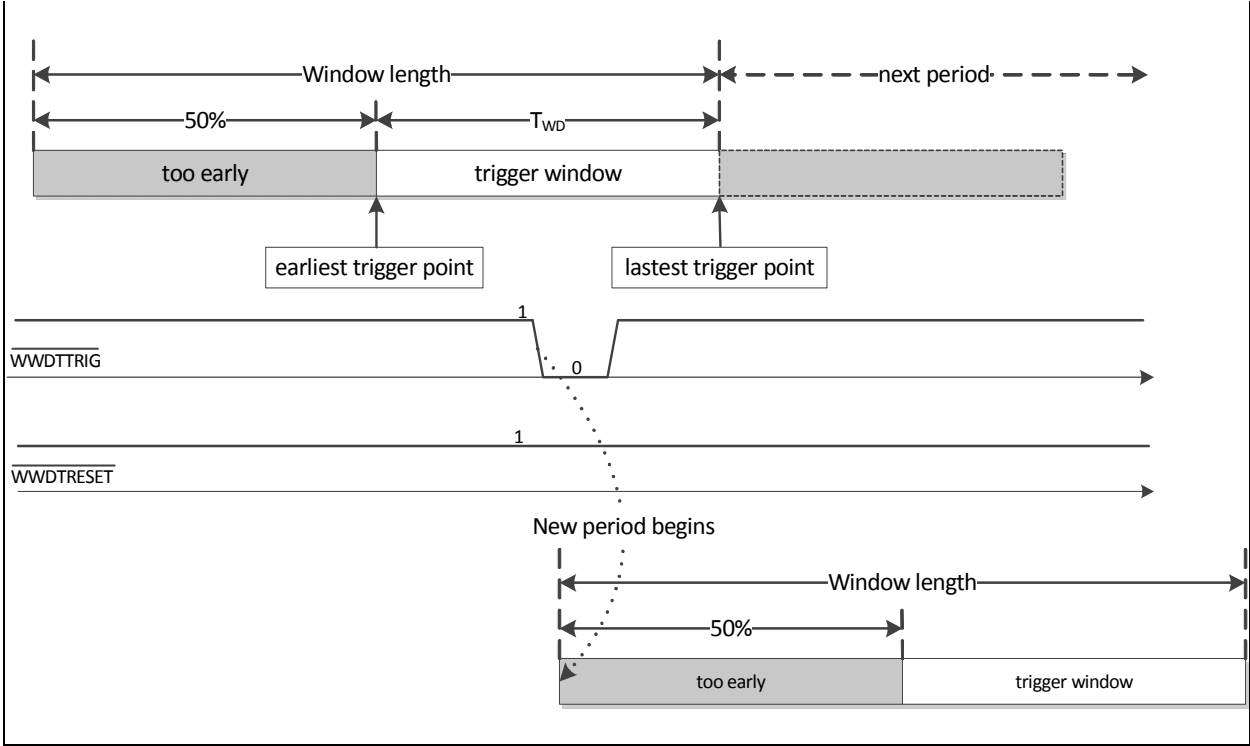 Window length
next period
50%
TWD
too early
trigger window
earliest trigger point
lastest trigger point
1
WWDTTRIG
0
1
WWDTRESET
New period begins
Window length
50%
too early
trigger window